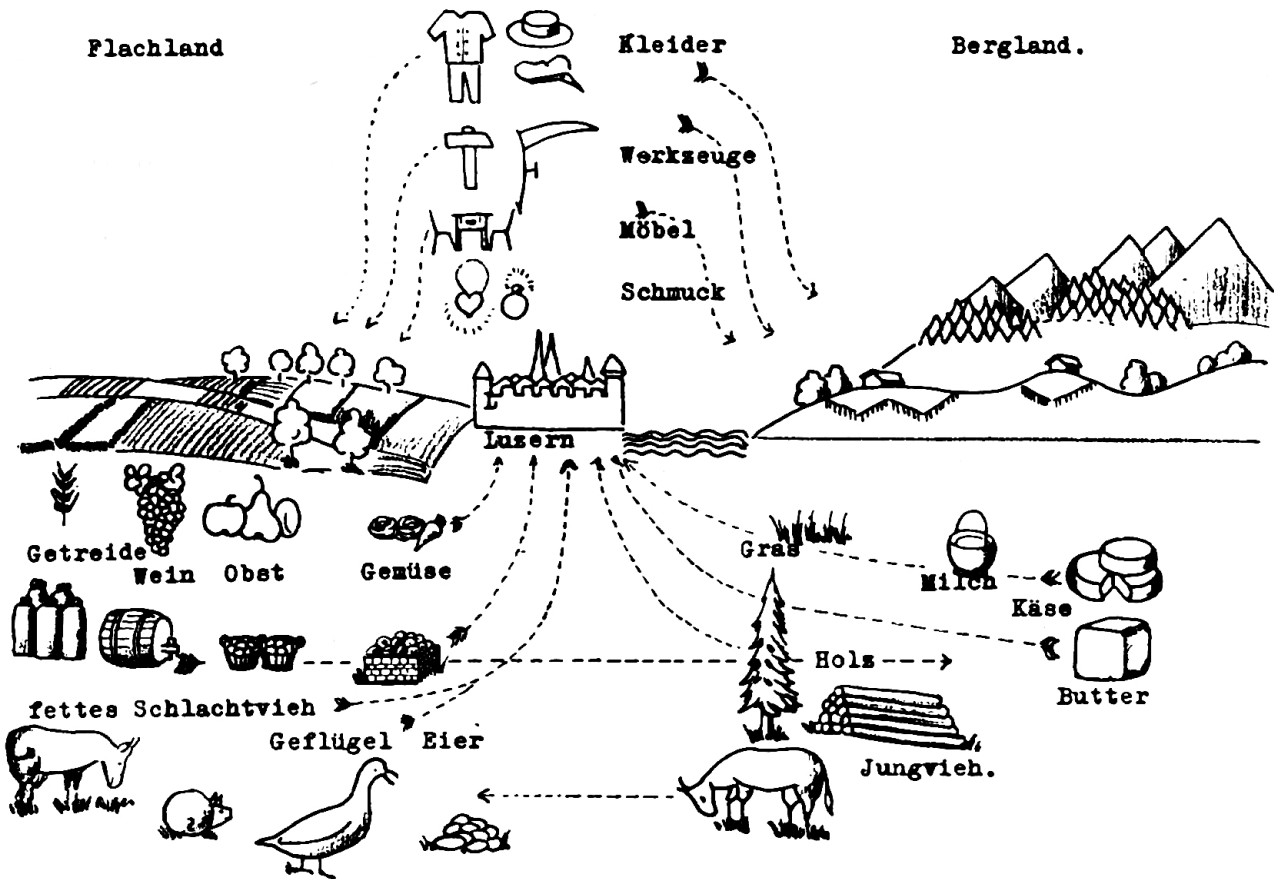 Flachland
Kleider
Bergland.
Werkzeuge
Möbel
Schmuck
Luzern
Getreide
Wein
Obst
Gemüse
Gras
Milch
Käse
Holz
Butter
fettes Schlachtvieh
Geflügel Eier
Jungvieh.